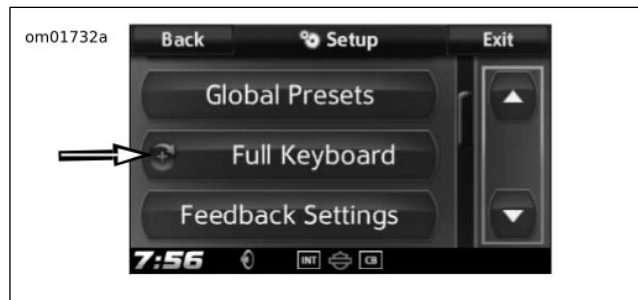 om01732a
Back Setup Exit
Global Presets
Full Keyboard
Feedback Settings
7:56 INT CB